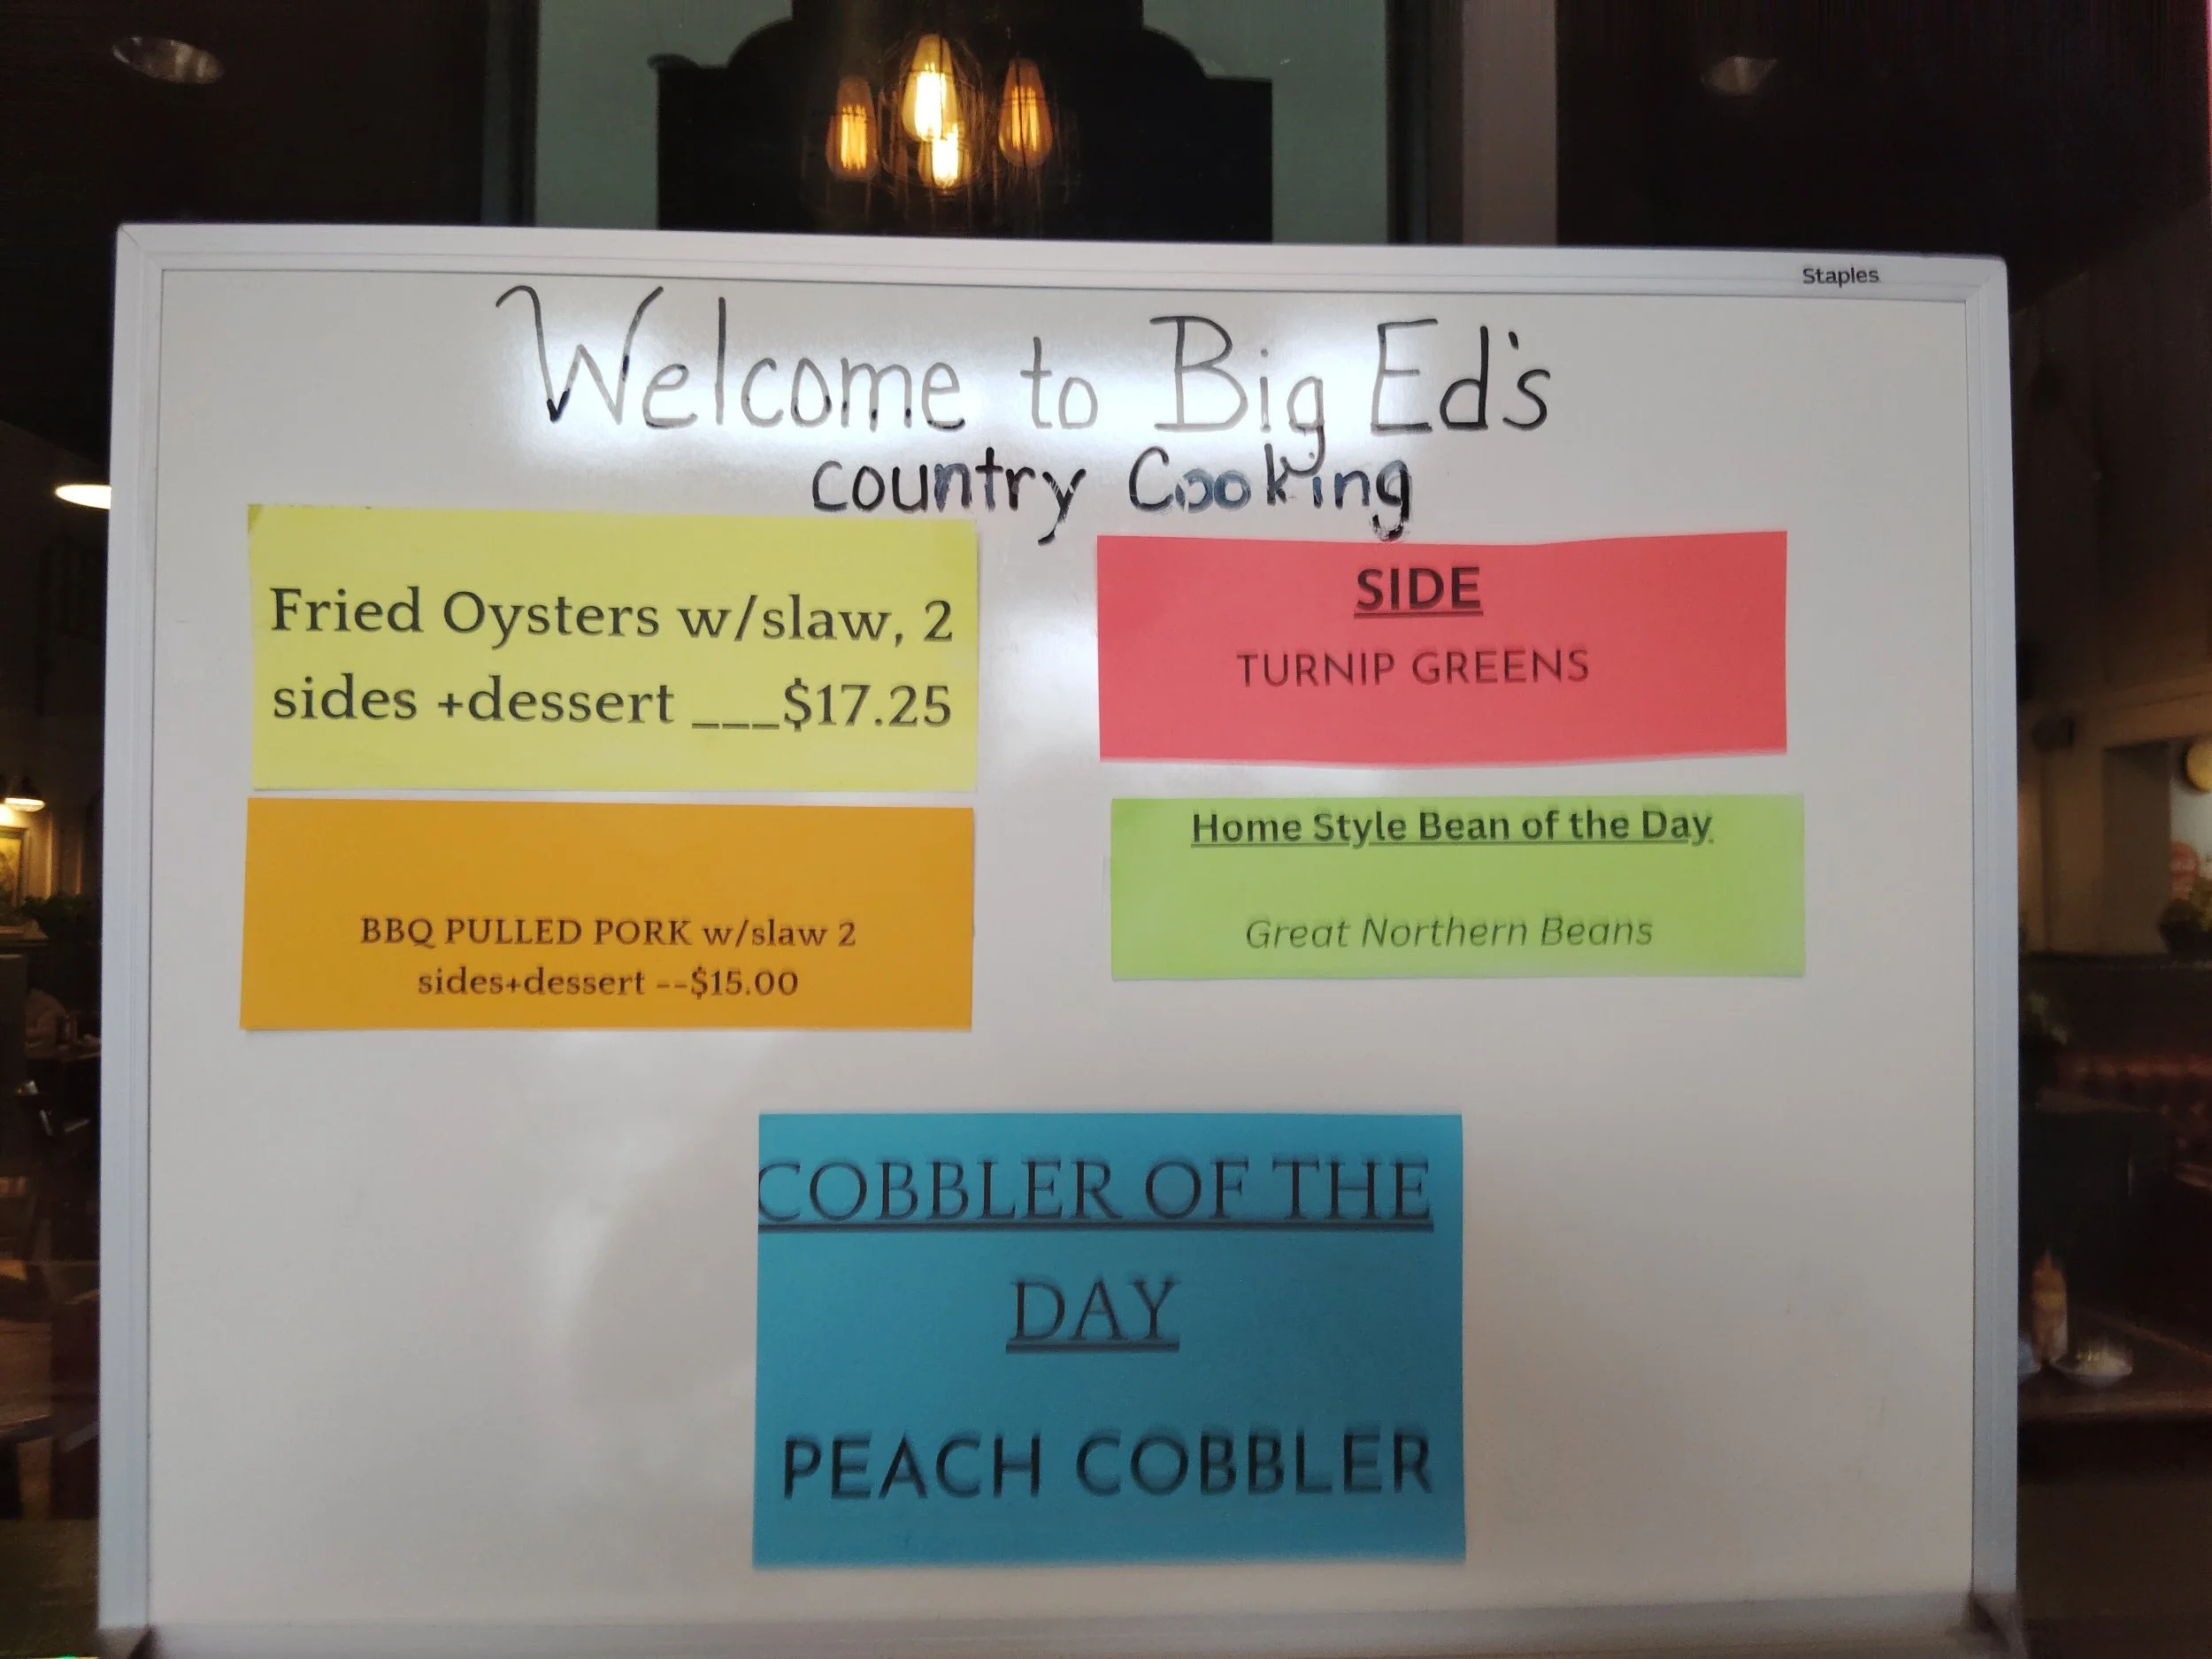 Staples
Welcome to Big Ed's
country Cooking
Fried Oysters w/slaw, 2
sides +dessert ___$17.25
SIDE
TURNIP GREENS
BBQ PULLED PORK w/slaw 2
sides+dessert --$15.00
Home Style Bean of the Day
Great Northern Beans
COBBLER OF THE
DAY
PEACH COBBLER